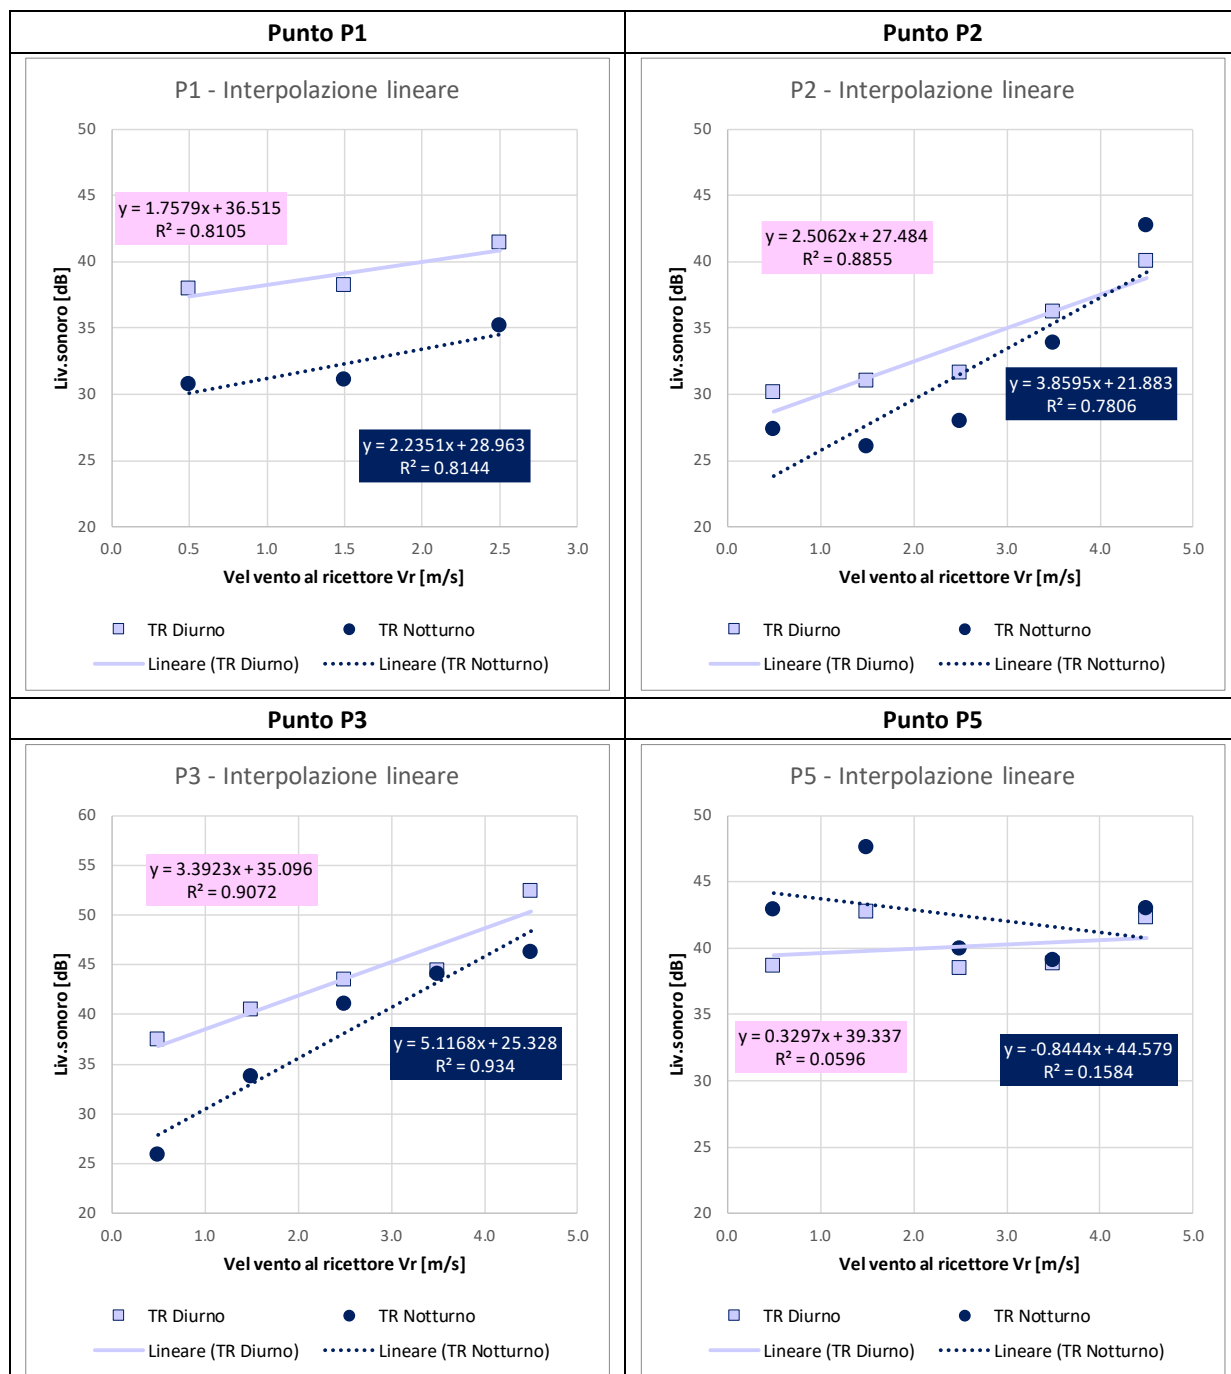 Punto P1
Punto P2
P1 - Interpolazione lineare
50
45
40
35
30
25
20
Liv.sonoro [dB]
y = 1.7579x + 36.515
R² = 0.8105
y = 2.2351x + 28.963
R² = 0.8144
0.0 0.5 1.0 1.5 2.0 2.5 3.0
Vel vento al ricettore Vr [m/s]
TR Diurno TR Notturno
Lineare (TR Diurno) Lineare (TR Notturno)
P2 - Interpolazione lineare
50
45
40
35
30
25
20
Liv.sonoro [dB]
y = 2.5062x + 27.484
R² = 0.8855
y = 3.8595x + 21.883
R² = 0.7806
0.0 1.0 2.0 3.0 4.0 5.0
Vel vento al ricettore Vr [m/s]
TR Diurno TR Notturno
Lineare (TR Diurno) Lineare (TR Notturno)
Punto P3
Punto P5
P3 - Interpolazione lineare
60
55
50
45
40
35
30
25
20
Liv.sonoro [dB]
y = 3.3923x + 35.096
R² = 0.9072
y = 5.1168x + 25.328
R² = 0.934
0.0 1.0 2.0 3.0 4.0 5.0
Vel vento al ricettore Vr [m/s]
TR Diurno TR Notturno
Lineare (TR Diurno) Lineare (TR Notturno)
P5 - Interpolazione lineare
50
45
40
35
30
25
20
Liv.sonoro [dB]
y = 0.3297x + 39.337
R² = 0.0596
y = -0.8444x + 44.579
R² = 0.1584
0.0 1.0 2.0 3.0 4.0 5.0
Vel vento al ricettore Vr [m/s]
TR Diurno TR Notturno
Lineare (TR Diurno) Lineare (TR Notturno)